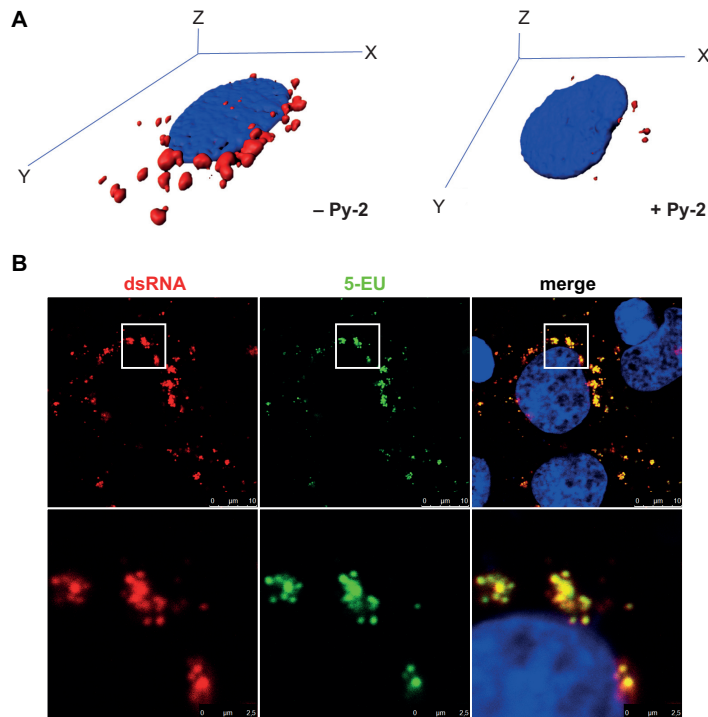 A
Z
X
Y
– Py-2
Z
X
Y
+ Py-2
B
dsRNA
5-EU
merge
0 µm 10
0 µm 10
0 µm 10
0 µm 2,5
0 µm 2,5
0 µm 2,5